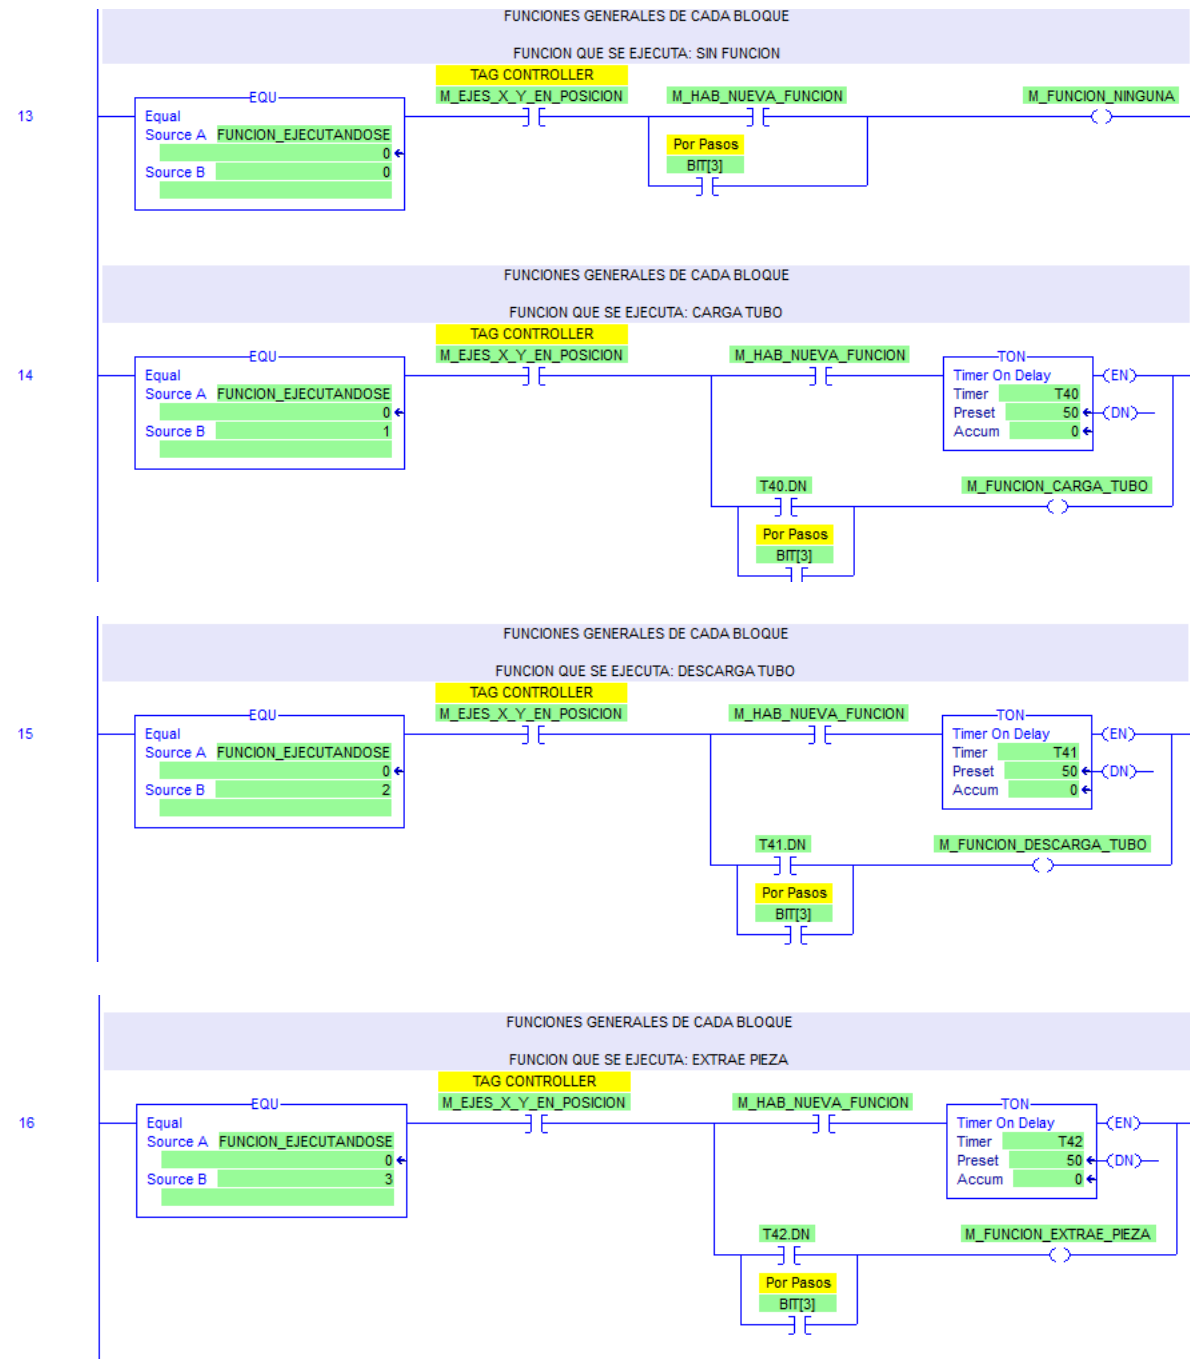 FUNCIONES GENERALES DE CADA BLOQUE
FUNCION QUE SE EJECUTA: SIN FUNCION
TAG CONTROLLER
EQU M_EJES_X_Y_EN_POSICION M_HAB_NUEVA_FUNCION M_FUNCION_NINGUNA
13 Equal
Source A FUNCION_EJECUTANDOSE Por Pasos
0 BIT[3]
Source B 0
FUNCIONES GENERALES DE CADA BLOQUE
FUNCION QUE SE EJECUTA: CARGA TUBO
TAG CONTROLLER
EQU M_EJES_X_Y_EN_POSICION M_HAB_NUEVA_FUNCION TON
14 Equal Timer On Delay EN
Source A FUNCION_EJECUTANDOSE Timer T40
0 Preset 50 DN
Source B 1 Accum 0
T40.DN M_FUNCION_CARGA_TUBO
Por Pasos
BIT[3]
FUNCIONES GENERALES DE CADA BLOQUE
FUNCION QUE SE EJECUTA: DESCARGA TUBO
TAG CONTROLLER
EQU M_EJES_X_Y_EN_POSICION M_HAB_NUEVA_FUNCION TON
15 Equal Timer On Delay EN
Source A FUNCION_EJECUTANDOSE Timer T41
0 Preset 50 DN
Source B 2 Accum 0
T41.DN M_FUNCION_DESCARGA_TUBO
Por Pasos
BIT[3]
FUNCIONES GENERALES DE CADA BLOQUE
FUNCION QUE SE EJECUTA: EXTRAE PIEZA
TAG CONTROLLER
EQU M_EJES_X_Y_EN_POSICION M_HAB_NUEVA_FUNCION TON
16 Equal Timer On Delay EN
Source A FUNCION_EJECUTANDOSE Timer T42
0 Preset 50 DN
Source B 3 Accum 0
T42.DN M_FUNCION_EXTRAE_PIEZA
Por Pasos
BIT[3]